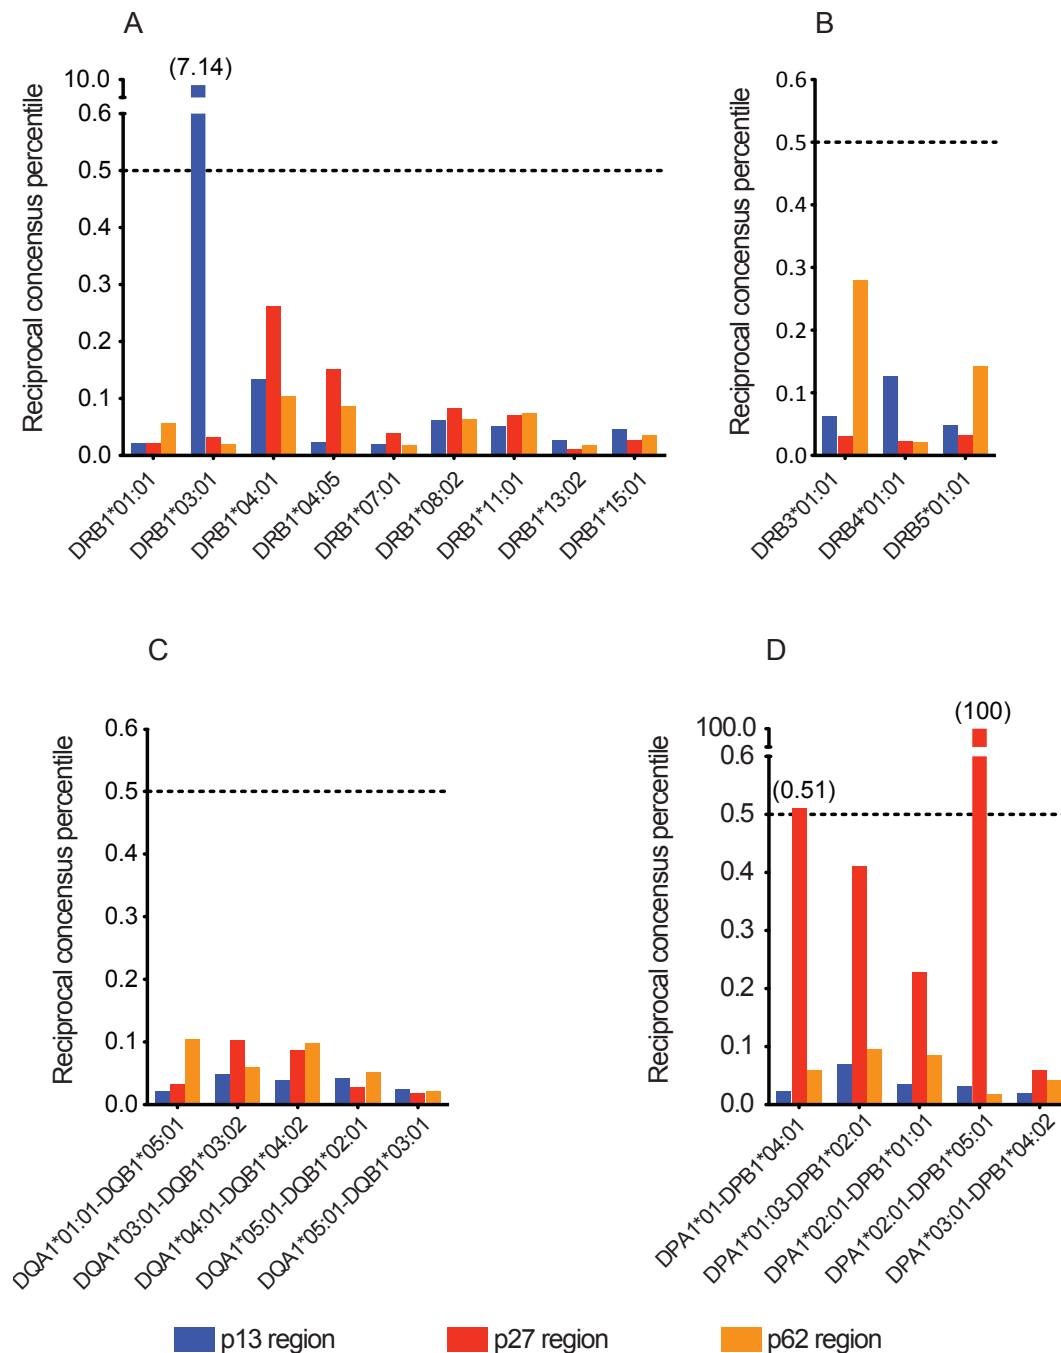 A
Reciprocal concensus percentile
(7.14)
10.0
0.6
0.5
0.4
0.3
0.2
0.1
0.0
DRB1*01:01
DRB1*03:01
DRB1*04:01
DRB1*04:05
DRB1*07:01
DRB1*08:02
DRB1*11:01
DRB1*13:02
DRB1*15:01
B
Reciprocal concensus percentile
0.6
0.5
0.4
0.3
0.2
0.1
0.0
DRB3*01:01
DRB4*01:01
DRB5*01:01
C
Reciprocal concensus percentile
0.6
0.5
0.4
0.3
0.2
0.1
0.0
DQA1*01:01-DQB1*05:01
DQA1*03:01-DQB1*03:02
DQA1*04:01-DQB1*04:02
DQA1*05:01-DQB1*02:01
DQA1*05:01-DQB1*03:01
D
Reciprocal concensus percentile
(100)
100.0
0.6
(0.51)
0.5
0.4
0.3
0.2
0.1
0.0
DPA1*01-DPB1*04:01
DPA1*01:03-DPB1*02:01
DPA1*02:01-DPB1*01:01
DPA1*02:01-DPB1*05:01
DPA1*03:01-DPB1*04:02
p13 region
p27 region
p62 region